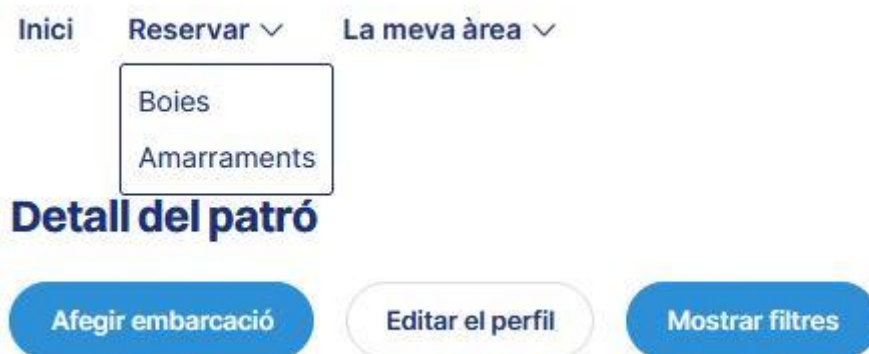 Inici Reservar La meva àrea
Boies
Amarraments
Detall del patró
Afegir embarcació Editar el perfil Mostrar filtres